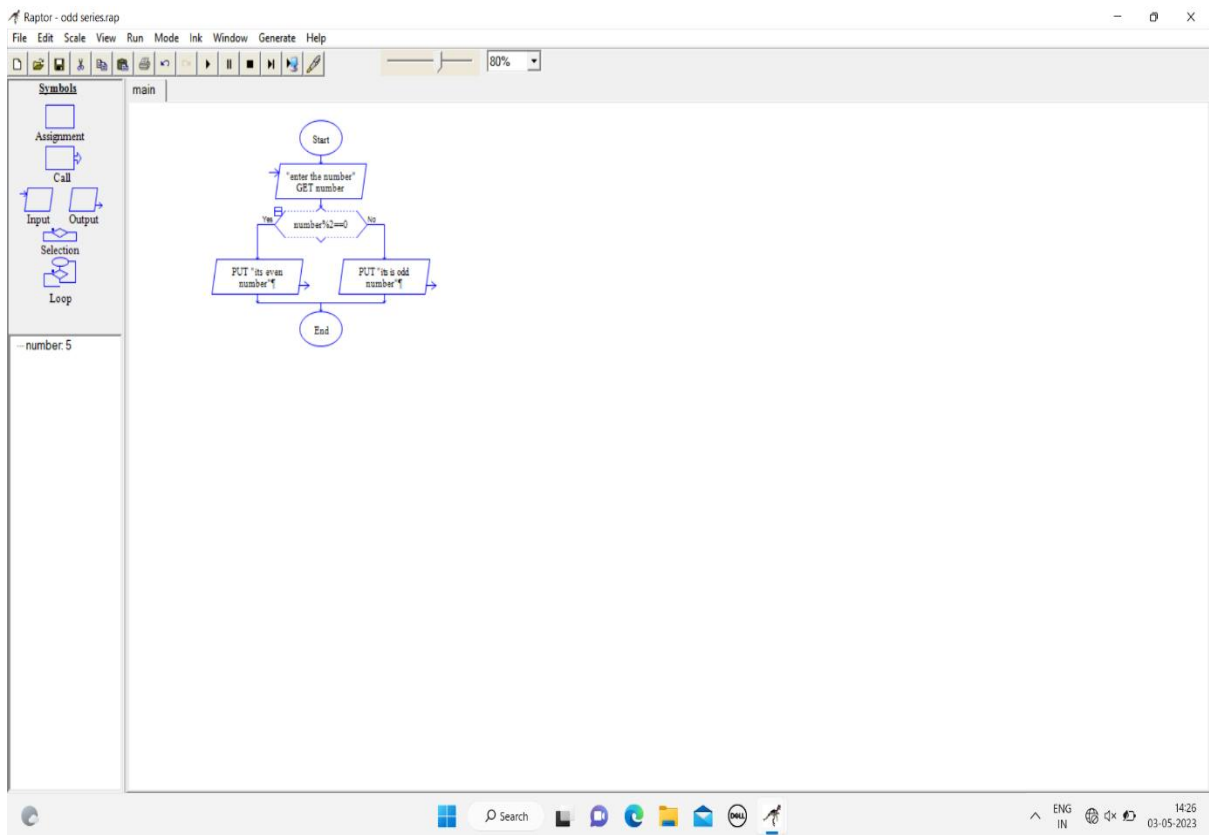 Raptor - odd series.rap
File Edit Scale View Run Mode Ink Window Generate Help
80%
Symbols
main
Assignment
Call
Input Output
Selection
Loop
Start
"enter the number"
GET number
Yes number%2==0 No
PUT "its even
number"¶
PUT "its is odd
number"¶
End
number: 5
Search
DELL
ENG
IN
14:26
03-05-2023